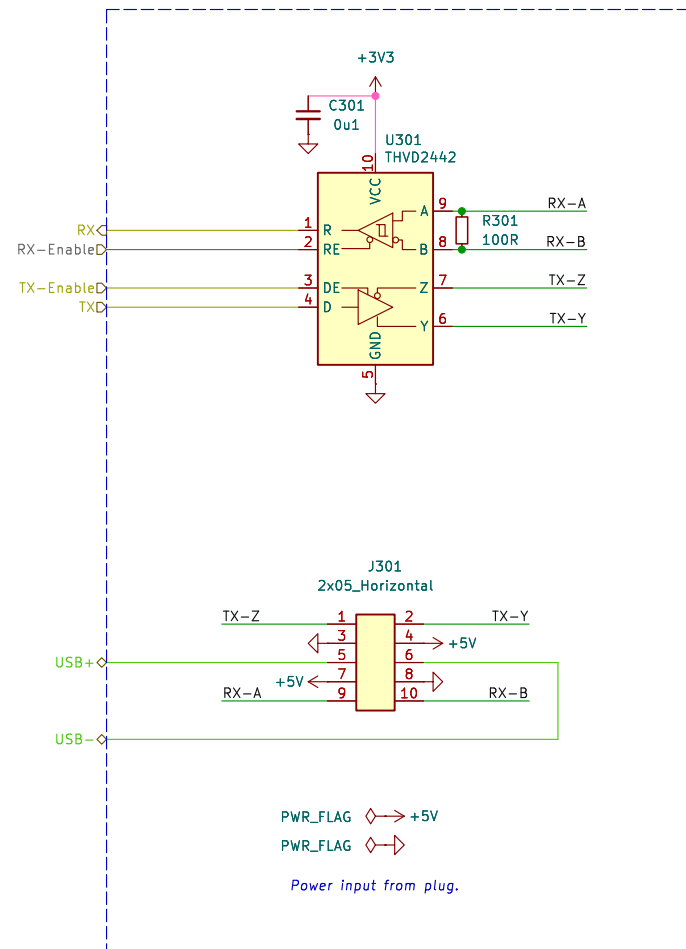 +3V3
C301
0u1
U301
THVD2442
10
VCC
RX
1
R
A
9
RX-A
R301
100R
RX-Enable
2
RE
B
8
RX-B
TX-Enable
3
DE
Z
7
TX-Z
TX
4
D
Y
6
TX-Y
GND
5
J301
2x05_Horizontal
TX-Z
1
2
TX-Y
3
4
+5V
USB+
5
6
+5V
7
8
RX-A
9
10
RX-B
USB-
PWR_FLAG
+5V
PWR_FLAG
Power input from plug.